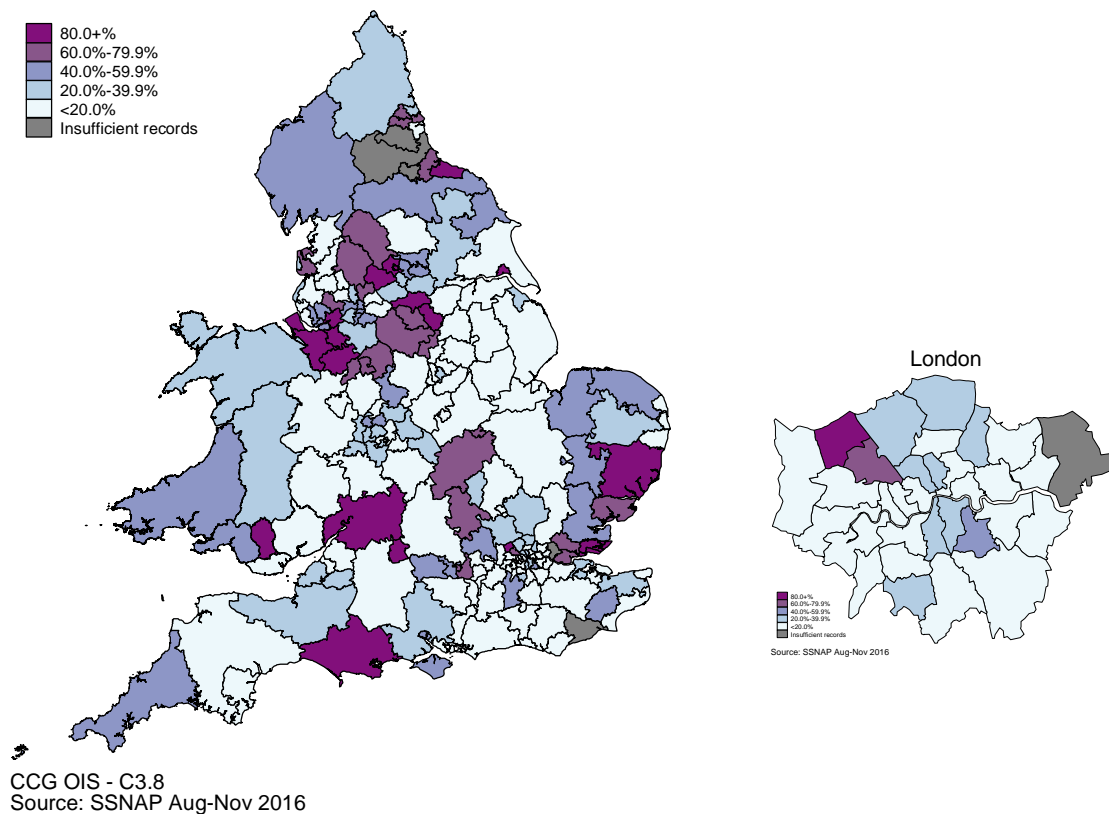 80.0+%
60.0%-79.9%
40.0%-59.9%
20.0%-39.9%
<20.0%
Insufficient records
London
80.0+%
60.0%-79.9%
40.0%-59.9%
20.0%-39.9%
<20.0%
Insufficient records
Source: SSNAP Aug-Nov 2016
CCG OIS - C3.8
Source: SSNAP Aug-Nov 2016